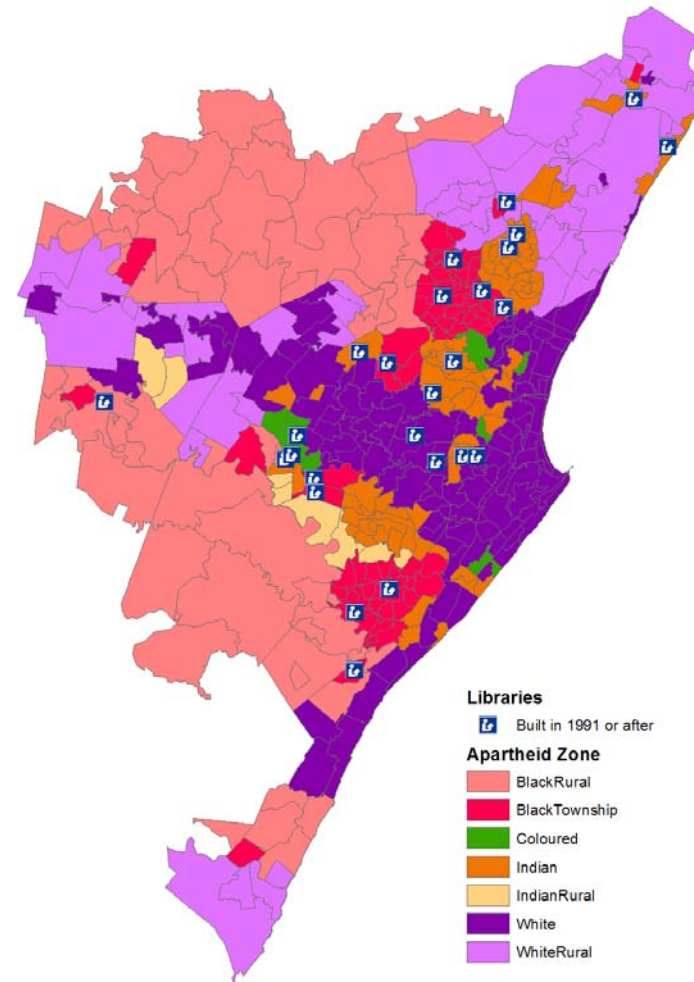 Libraries
Built in 1991 or after
Apartheid Zone
BlackRural
BlackTownship
Coloured
Indian
IndianRural
White
WhiteRural